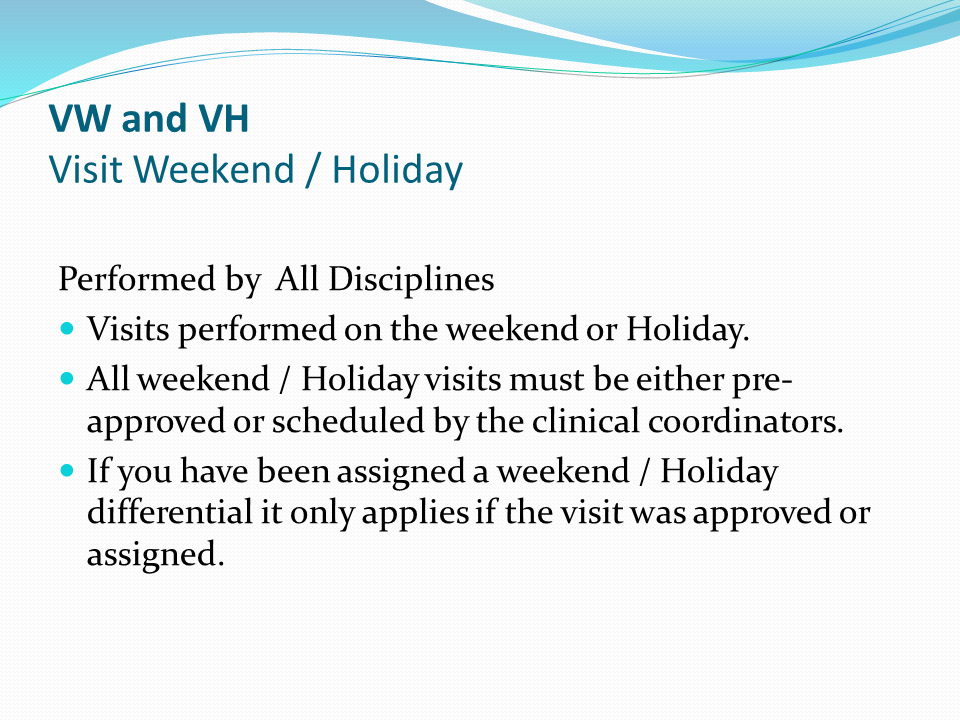 VW and VH
Visit Weekend / Holiday
Performed by All Disciplines
• Visits performed on the weekend or Holiday.
• All weekend / Holiday visits must be either pre-
approved or scheduled by the clinical coordinators.
• If you have been assigned a weekend / Holiday
differential it only applies if the visit was approved or
assigned.